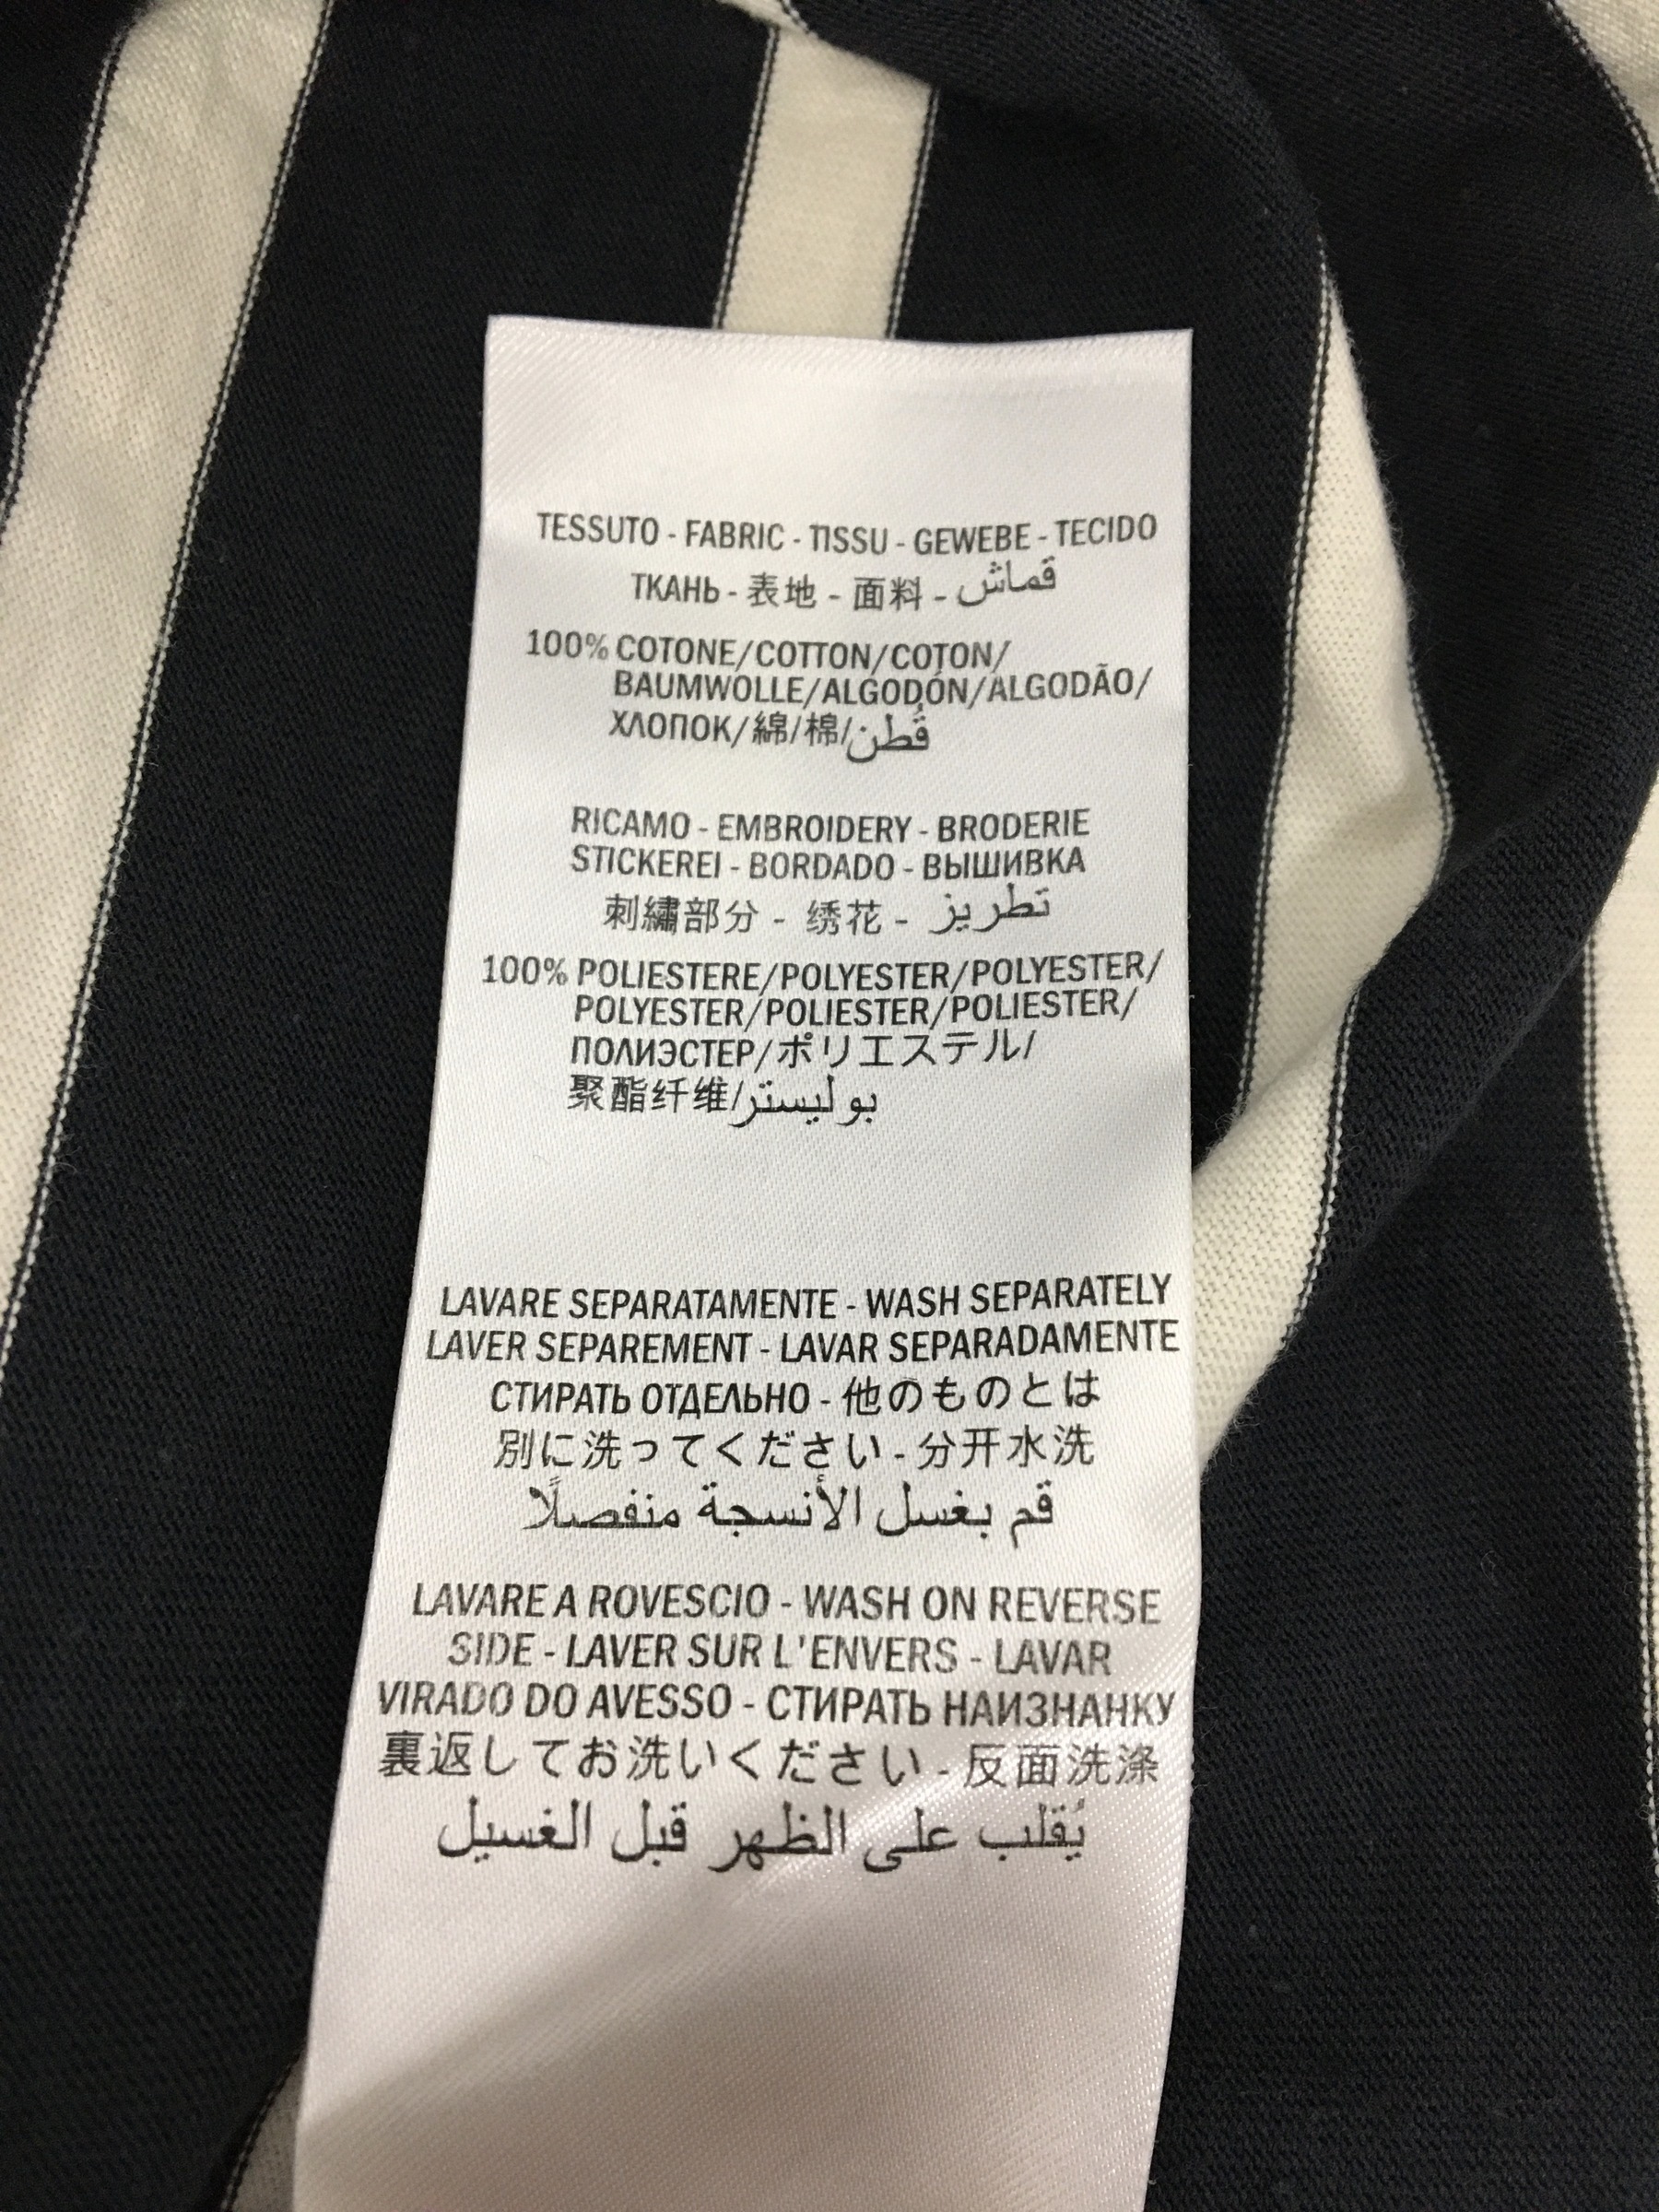 TESSUTO - FABRIC - TISSU - GEWEBE - TECIDO
ТКАНЬ - 表地 - 面料 - قماش
100% COTONE/COTTON/COTON/
BAUMWOLLE/ALGODÓN/ALGODÃO/
ХЛОПОК/綿/棉/قُطن
RICAMO - EMBROIDERY - BRODERIE
STICKEREI - BORDADO - ВЫШИВКА
刺繍部分 - 绣花 - تطريز
100% POLIESTERE/POLYESTER/POLYESTER/
POLYESTER/POLIESTER/POLIESTER/
ПОЛИЭСТЕР/ポリエステル/
聚酯纤维/بوليستر
LAVARE SEPARATAMENTE - WASH SEPARATELY
LAVER SEPAREMENT - LAVAR SEPARADAMENTE
СТИРАТЬ ОТДЕЛЬНО - 他のものとは
別に洗ってください - 分开水洗
قم بغسل الأنسجة منفصلًا
LAVARE A ROVESCIO - WASH ON REVERSE
SIDE - LAVER SUR L'ENVERS - LAVAR
VIRADO DO AVESSO - СТИРАТЬ НАИЗНАНКУ
裏返してお洗いください - 反面洗涤
يُقلب على الظهر قبل الغسيل